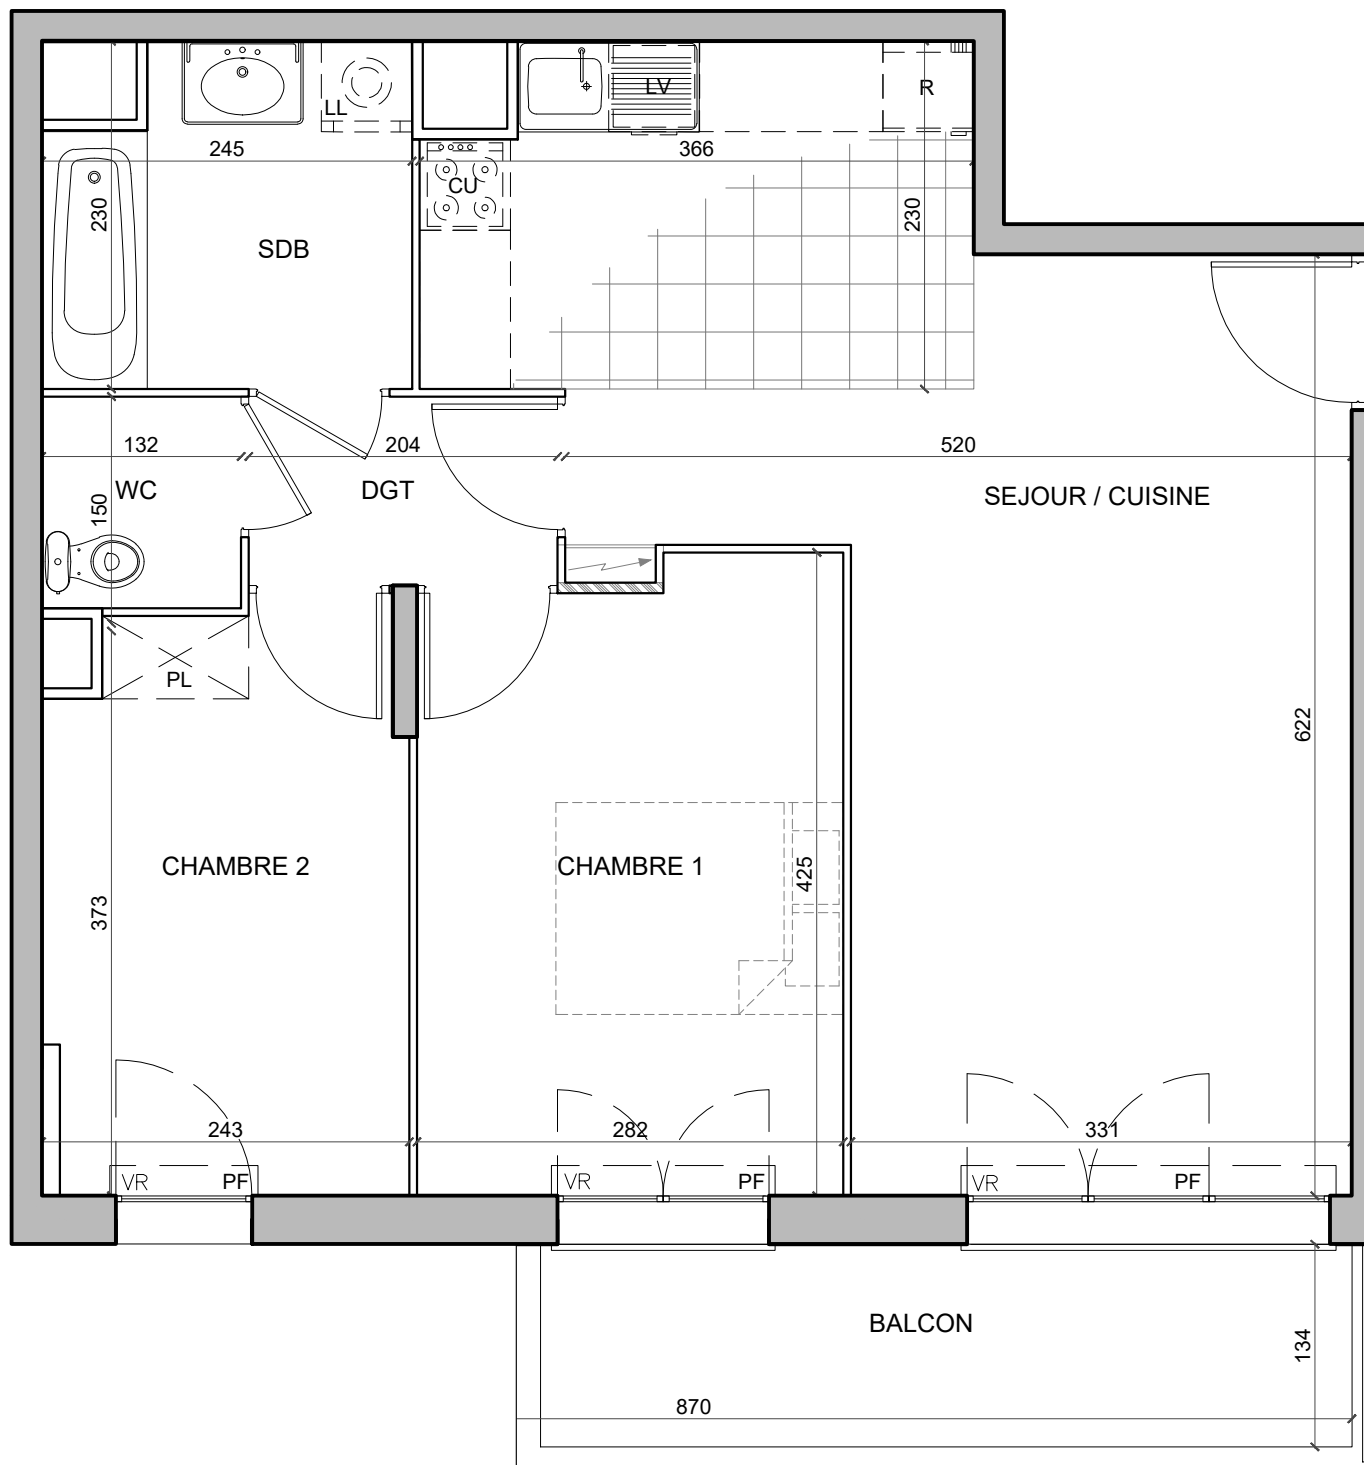 LL
LV
R
245
366
CU
230
230
SDB
132
204
520
WC
DGT
SEJOUR / CUISINE
150
PL
622
CHAMBRE 2
CHAMBRE 1
425
373
243
282
331
VR
PF
VR
PF
VR
PF
BALCON
134
870